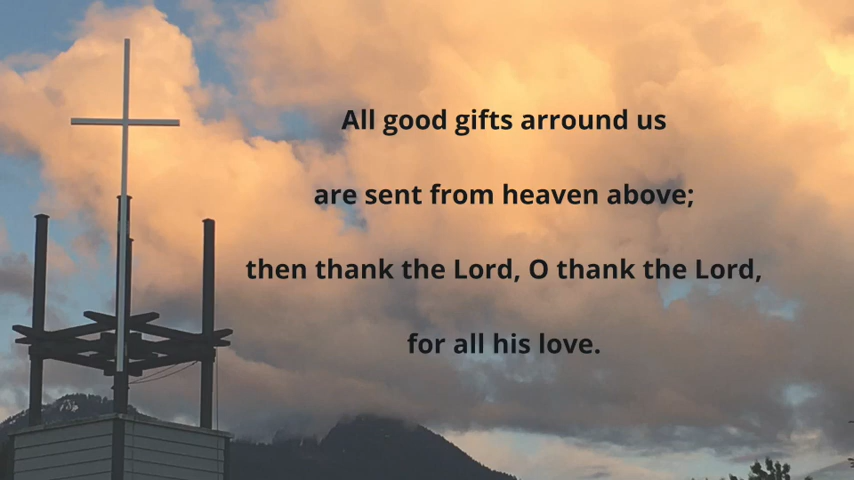 All good gifts arround us
are sent from heaven above;
then thank the Lord, O thank the Lord,
for all his love.